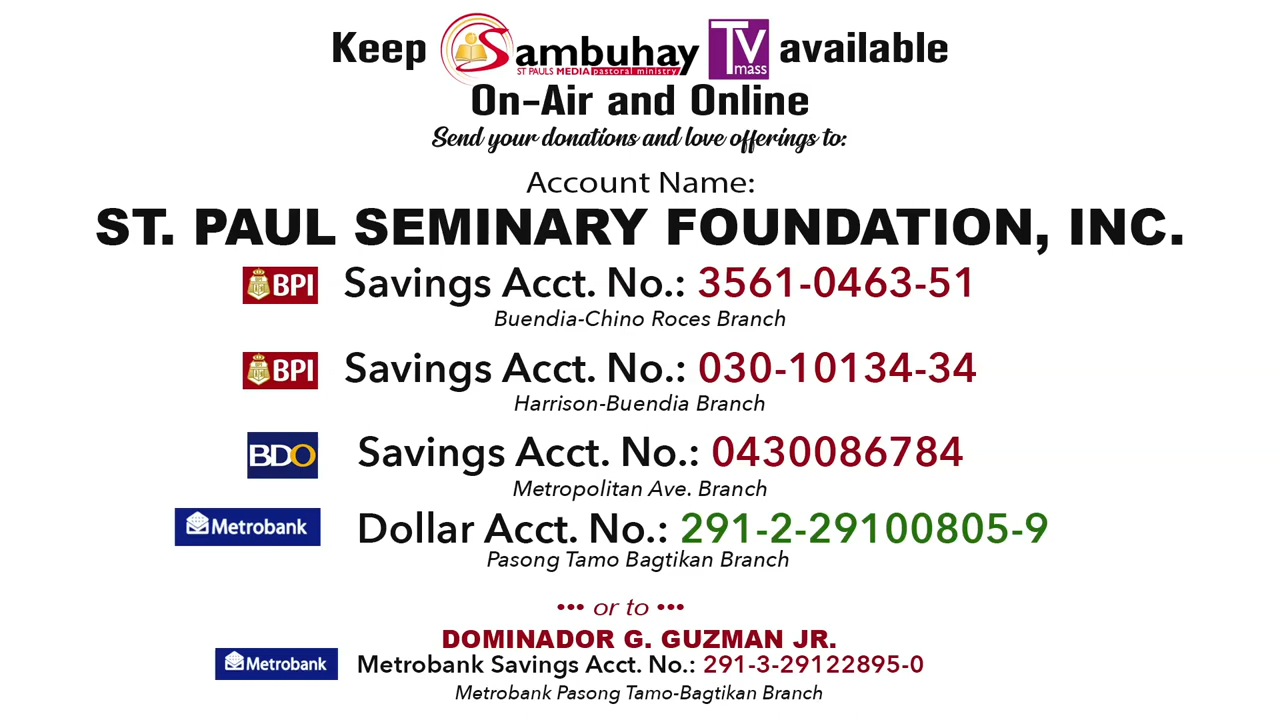 Keep Sambuhay TV mass available
ST PAULS MEDIA pastoral ministry
On-Air and Online
Send your donations and love offerings to:
Account Name:
ST. PAUL SEMINARY FOUNDATION, INC.
BPI Savings Acct. No.: 3561-0463-51
Buendia-Chino Roces Branch
BPI Savings Acct. No.: 030-10134-34
Harrison-Buendia Branch
BDO Savings Acct. No.: 0430086784
Metropolitan Ave. Branch
Metrobank Dollar Acct. No.: 291-2-29100805-9
Pasong Tamo Bagtikan Branch
••• or to •••
DOMINADOR G. GUZMAN JR.
Metrobank Metrobank Savings Acct. No.: 291-3-29122895-0
Metrobank Pasong Tamo-Bagtikan Branch